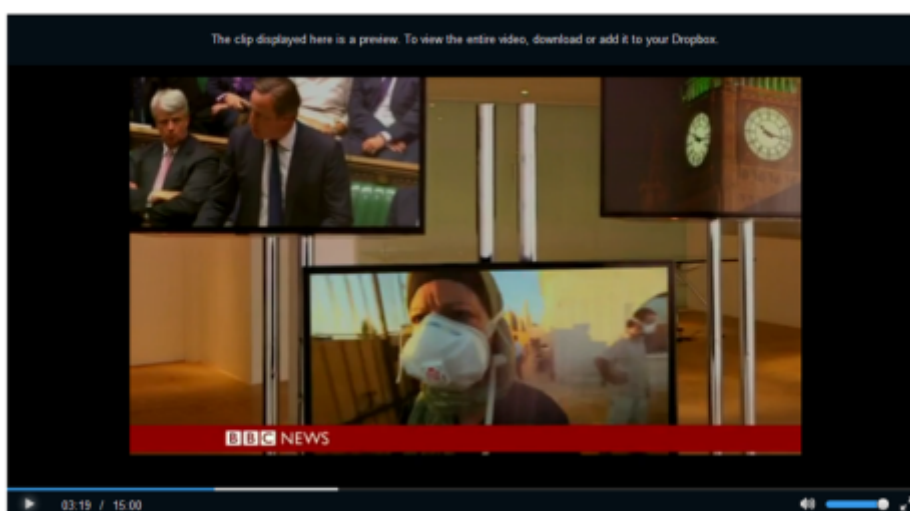 The clip displayed here is a preview. To view the entire video, download or add it to your Dropbox.
BBC NEWS
03:19 / 15:00